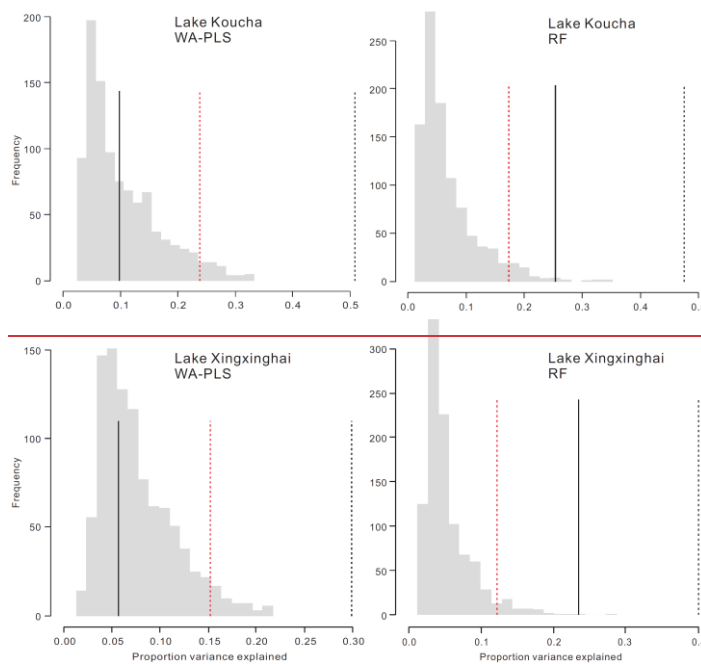 Lake Koucha
WA-PLS
Frequency
200
150
100
50
0
0.0 0.1 0.2 0.3 0.4 0.5
Lake Koucha
RF
250
200
150
100
50
0
0.0 0.1 0.2 0.3 0.4
Lake Xingxinghai
WA-PLS
Frequency
150
100
50
0
0.00 0.05 0.10 0.15 0.20 0.30
Proportion variance explained
Lake Xingxinghai
RF
300
250
200
150
100
50
0
0.0 0.1 0.2 0.3
Proportion variance explained